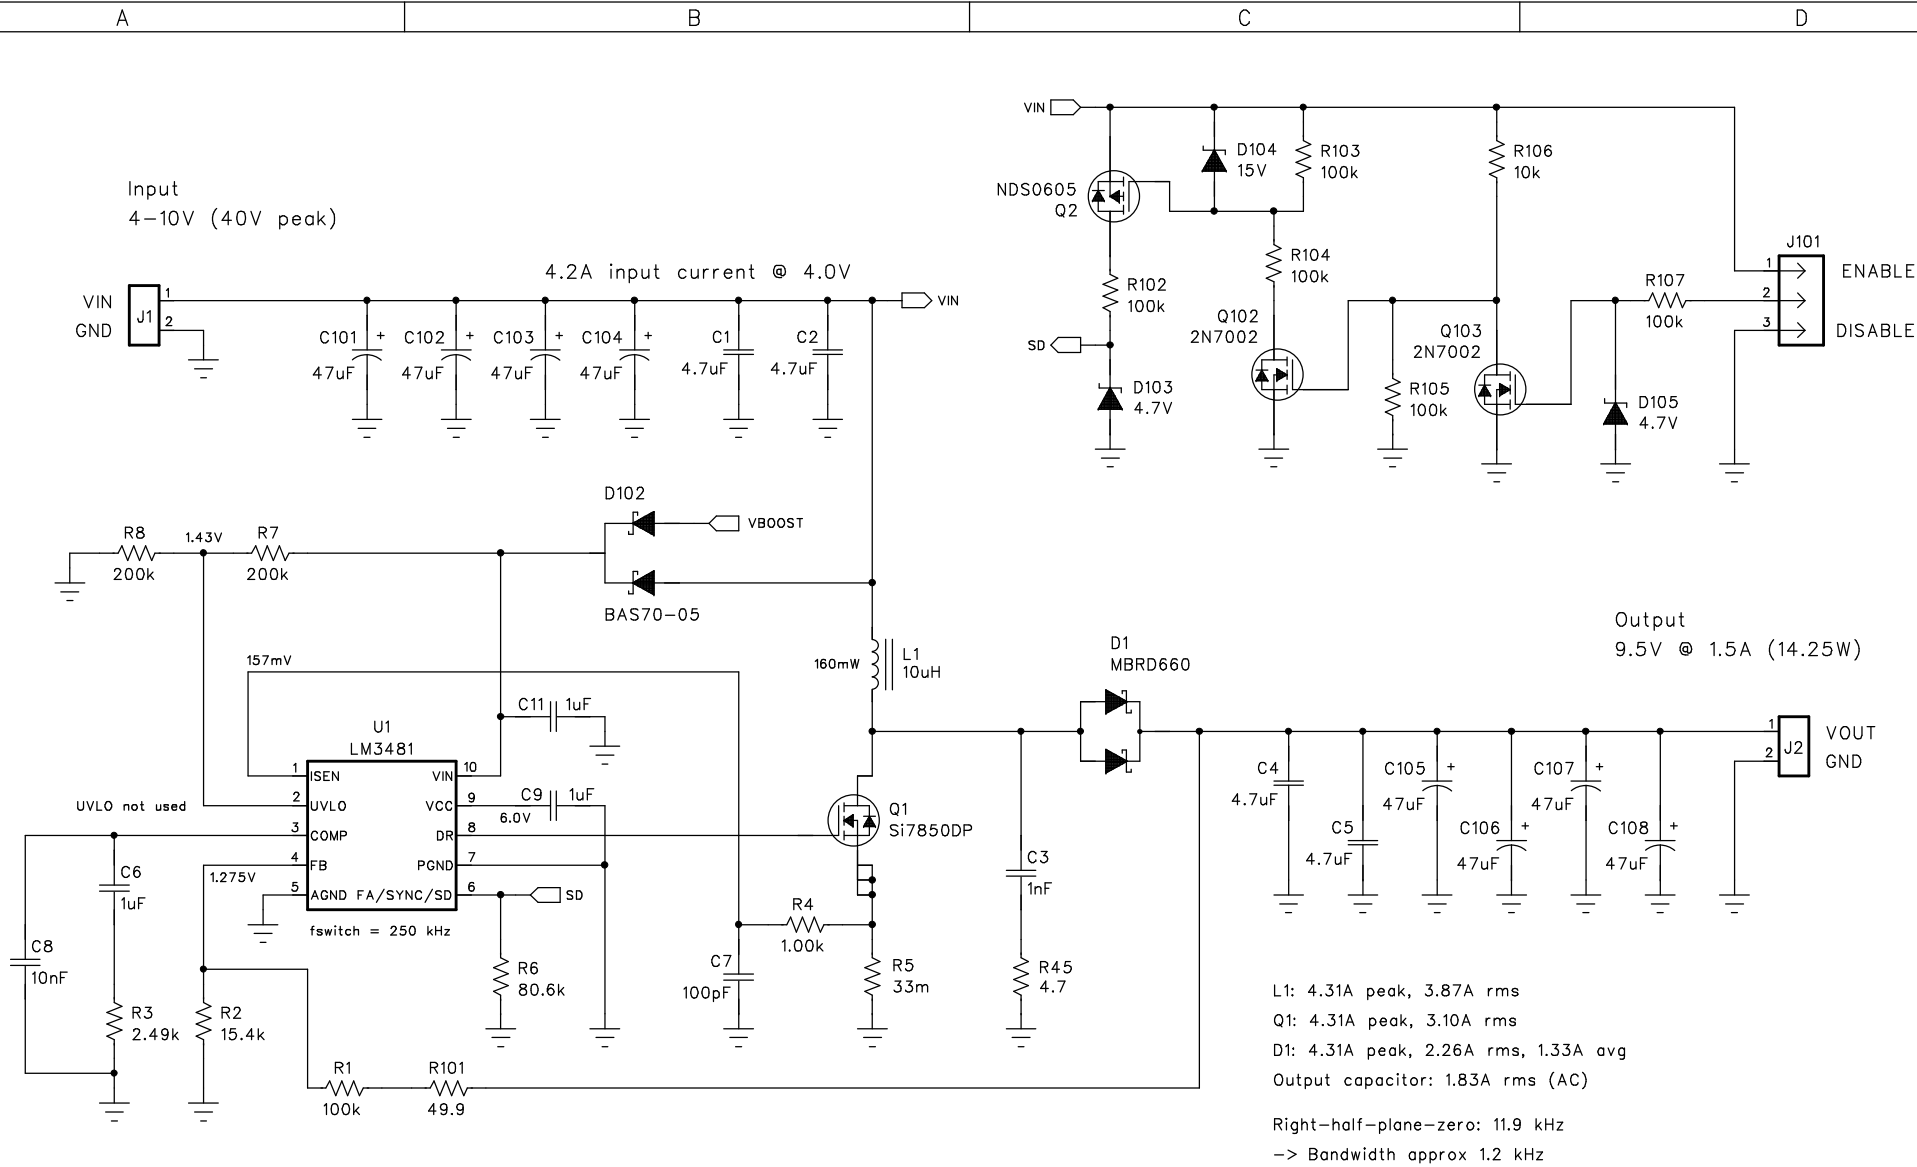 A B C D
VIN
D104
15V
R103
100k
R106
10k
NDS0605
Q2
Input
4-10V (40V peak)
R104
100k
J101
1 ENABLE
2
3 DISABLE
R107
100k
4.2A input current @ 4.0V
R102
100k
VIN
GND
J1
1
2
VIN
C101 +
47uF
C102 +
47uF
C103 +
47uF
C104 +
47uF
C1
4.7uF
C2
4.7uF
Q102
2N7002
Q103
2N7002
SD
D103
4.7V
R105
100k
D105
4.7V
D102
VBOOST
BAS70-05
R8
200k
1.43V
R7
200k
Output
9.5V @ 1.5A (14.25W)
157mV
160mW
L1
10uH
D1
MBRD660
C11 1uF
U1
LM3481
1 ISEN
2 UVLO
3 COMP
4 FB
5 AGND
VIN 10
VCC 9
DR 8
PGND 7
FA/SYNC/SD 6
UVLO not used
1.275V
fswitch = 250 kHz
C9 1uF
6.0V
SD
Q1
Si7850DP
J2
1
2
VOUT
GND
C4
4.7uF
C5
4.7uF
C105 +
47uF
C106 +
47uF
C107 +
47uF
C108 +
47uF
C3
1nF
C6
1uF
C8
10nF
R4
1.00k
C7
100pF
R5
33m
R45
4.7
R6
80.6k
R3
2.49k
R2
15.4k
R1
100k
R101
49.9
L1: 4.31A peak, 3.87A rms
Q1: 4.31A peak, 3.10A rms
D1: 4.31A peak, 2.26A rms, 1.33A avg
Output capacitor: 1.83A rms (AC)
Right-half-plane-zero: 11.9 kHz
-> Bandwidth approx 1.2 kHz